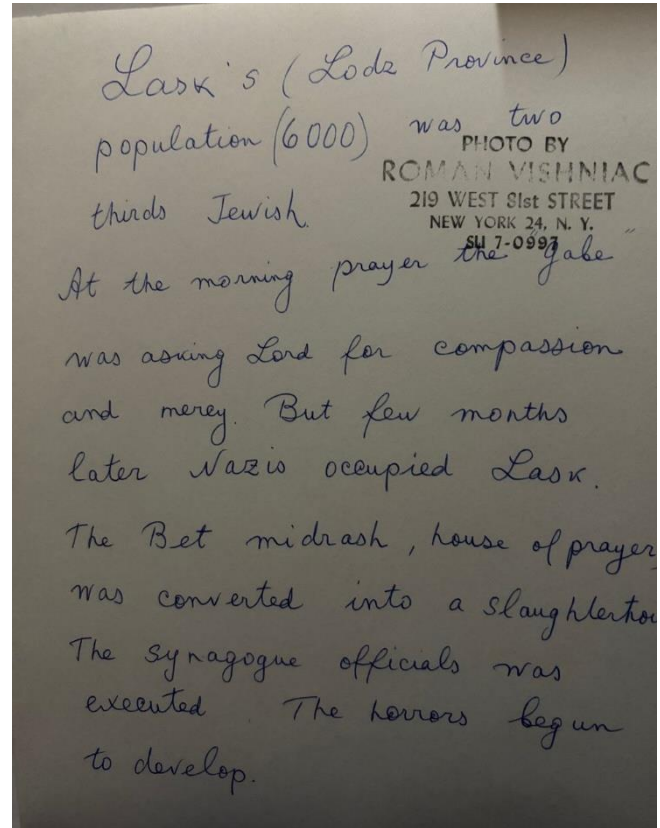 Lask's (Lodz Province)
population (6000) was two
PHOTO BY
ROMAN VISHNIAC
219 WEST 81st STREET
NEW YORK 24, N. Y.
SU 7-0993
thirds Jewish.
At the morning prayer the "gabe"
was asking Lord for compassion
and mercy. But few months
later Nazis occupied Lask.
The Bet midrash, house of prayer,
was converted into a slaughterhou
The synagogue officials was
executed The horrors begun
to develop.